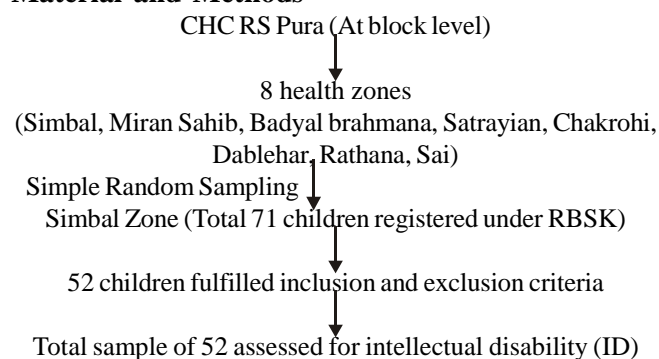 Material and Methods
CHC RS Pura (At block level)
8 health zones
(Simbal, Miran Sahib, Badyal brahmana, Satrayian, Chakrohi,
Dablehar, Rathana, Sai)
Simple Random Sampling
Simbal Zone (Total 71 children registered under RBSK)
52 children fulfilled inclusion and exclusion criteria
Total sample of 52 assessed for intellectual disability (ID)